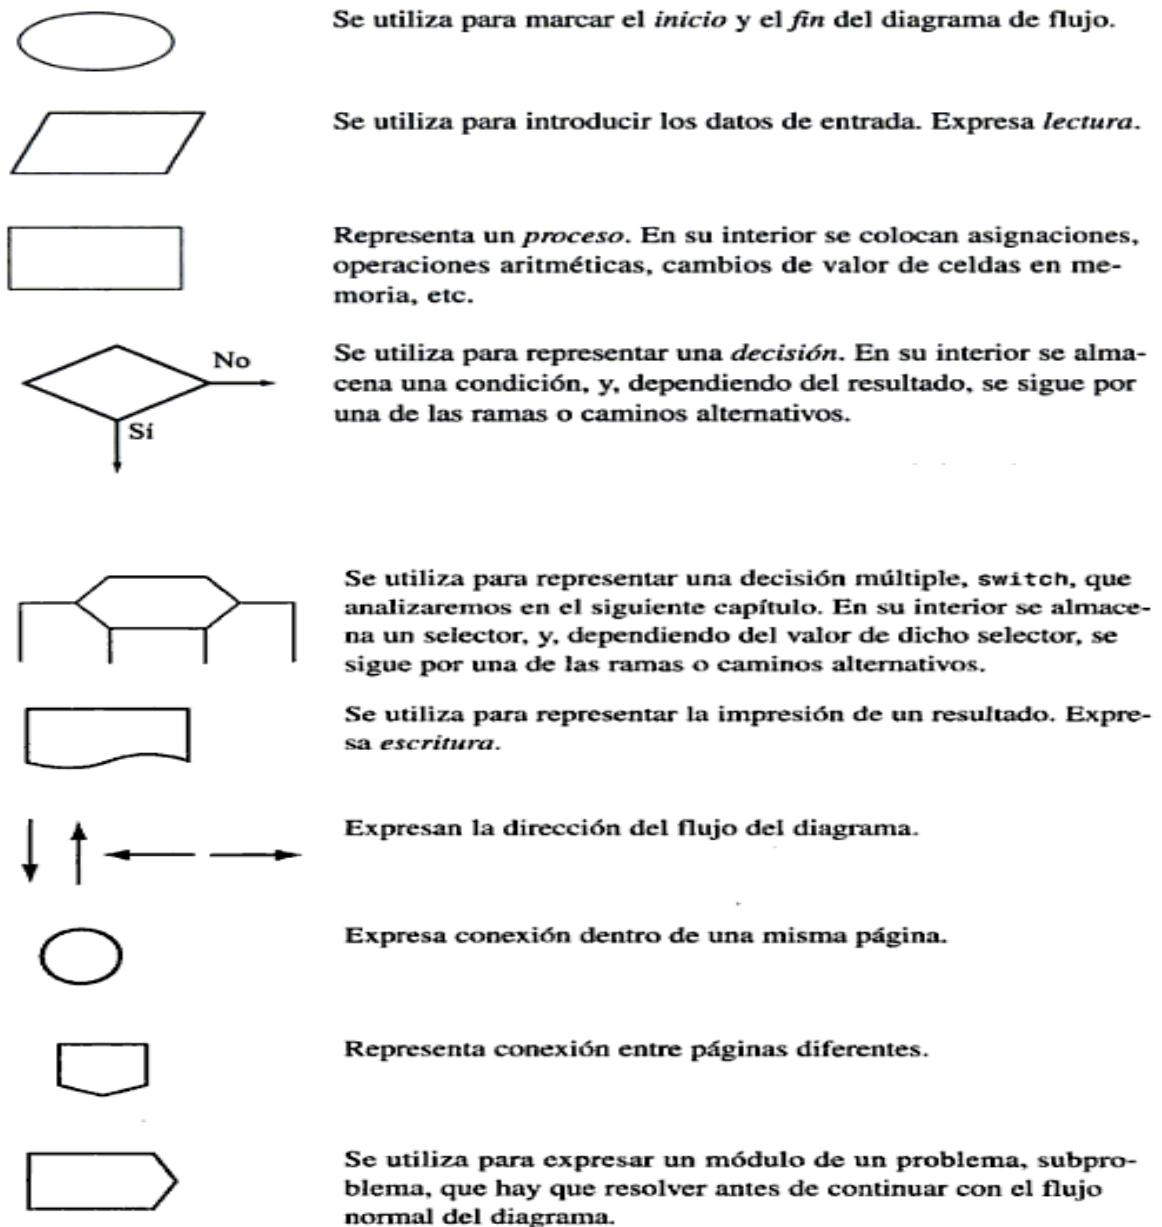 Se utiliza para marcar el inicio y el fin del diagrama de flujo.
Se utiliza para introducir los datos de entrada. Expresa lectura.
Representa un proceso. En su interior se colocan asignaciones,
operaciones aritméticas, cambios de valor de celdas en me-
moria, etc.
No
Sí
Se utiliza para representar una decisión. En su interior se alma-
cena una condición, y, dependiendo del resultado, se sigue por
una de las ramas o caminos alternativos.
Se utiliza para representar una decisión múltiple, switch, que
analizaremos en el siguiente capítulo. En su interior se almace-
na un selector, y, dependiendo del valor de dicho selector, se
sigue por una de las ramas o caminos alternativos.
Se utiliza para representar la impresión de un resultado. Expre-
sa escritura.
Expresan la dirección del flujo del diagrama.
Expresa conexión dentro de una misma página.
Representa conexión entre páginas diferentes.
Se utiliza para expresar un módulo de un problema, subpro-
blema, que hay que resolver antes de continuar con el flujo
normal del diagrama.